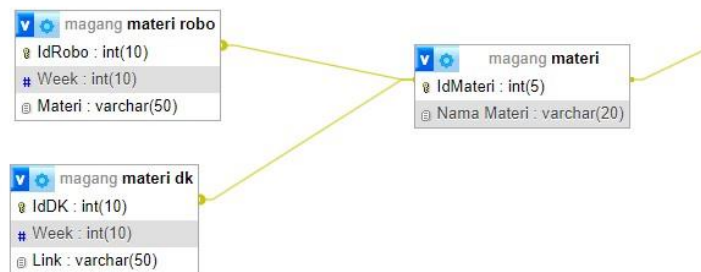 magang materi robo
IdRobo : int(10)
# Week : int(10)
Materi : varchar(50)
magang materi
IdMateri : int(5)
Nama Materi : varchar(20)
magang materi dk
IdDK : int(10)
# Week : int(10)
Link : varchar(50)